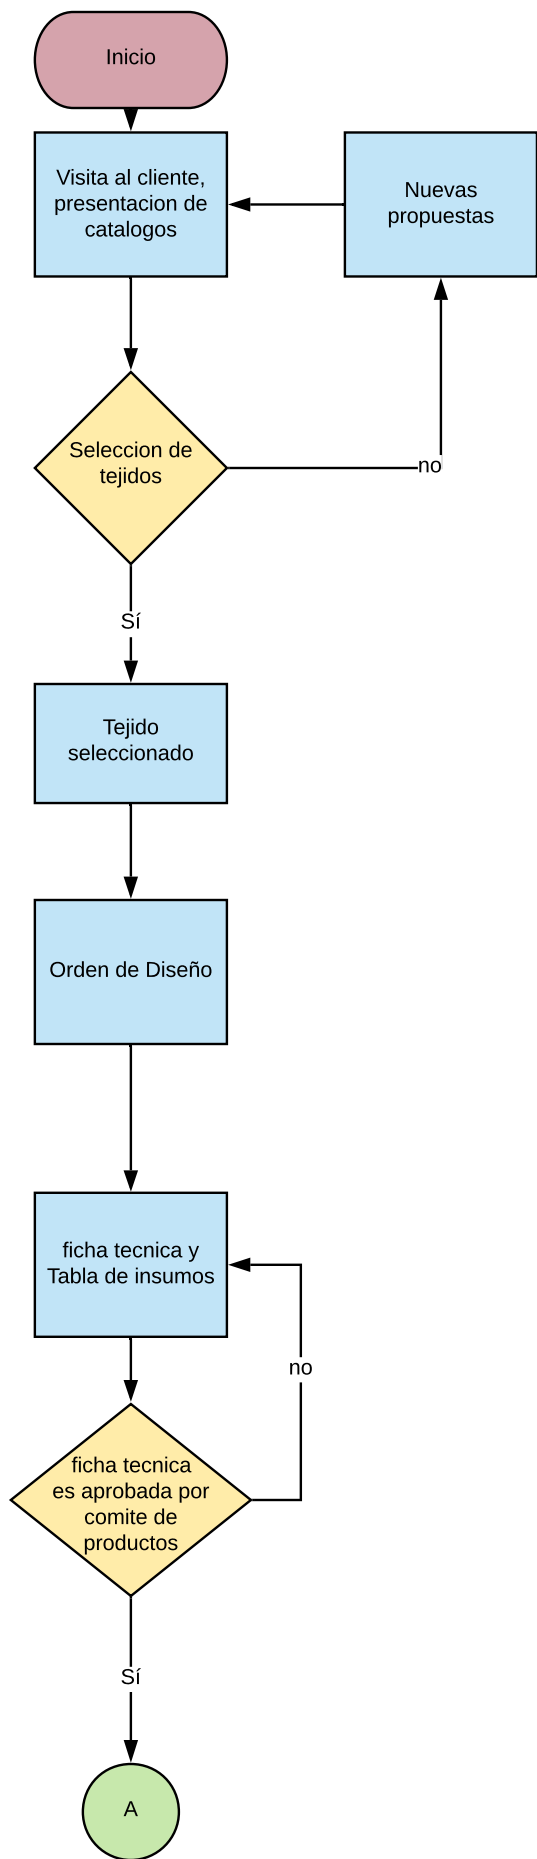 Inicio
Visita al cliente,
presentacion de
catalogos
Nuevas
propuestas
Seleccion de
tejidos
no
Sí
Tejido
seleccionado
Orden de Diseño
ficha tecnica y
Tabla de insumos
no
ficha tecnica
es aprobada por
comite de
productos
Sí
A